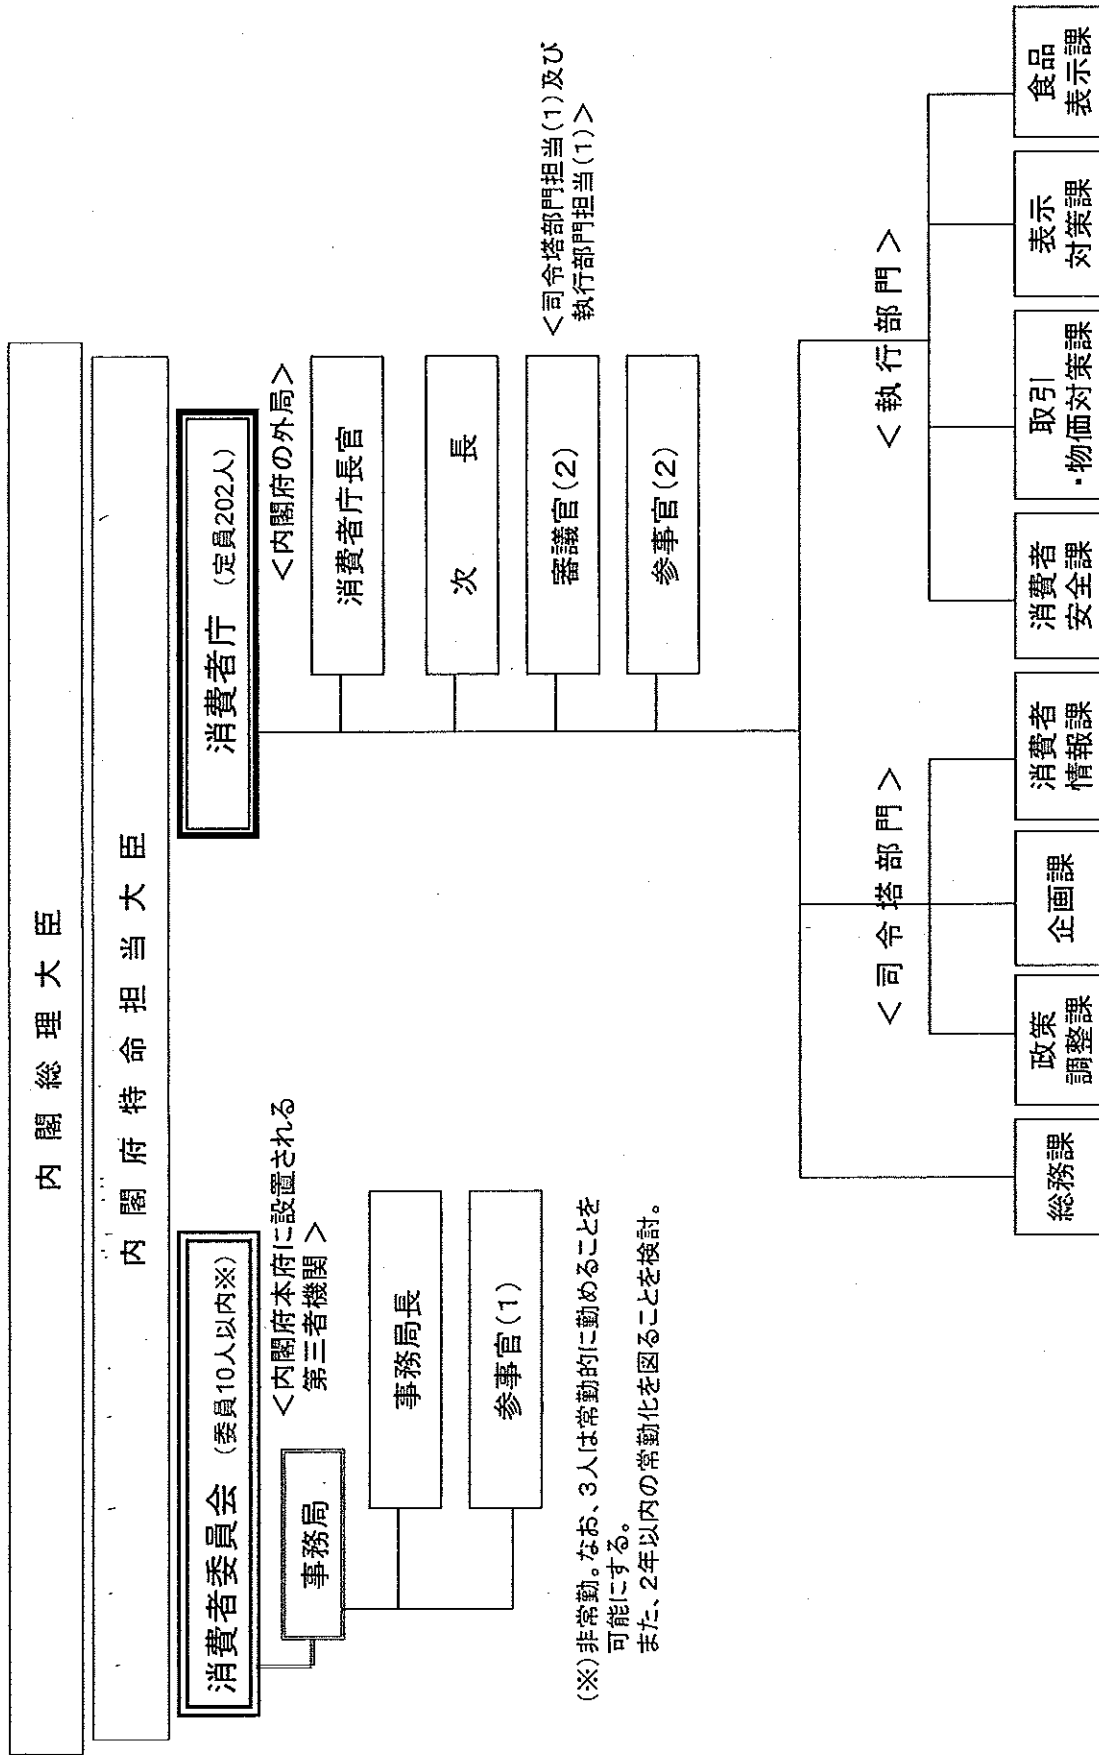 内閣総理大臣
内閣府特命担当大臣
消費者委員会 (委員10人以内※)
＜内閣府本府に設置される
第三者機関＞
事務局
事務局長
参事官(1)
(※)非常勤。なお、3人は常勤的に勤めることを
可能にする。
また、2年以内の常勤化を図ることを検討。
消費者庁 (定員202人)
＜内閣府の外局＞
消費者庁長官
次長
審議官(2)
＜司令塔部門担当(1)及び
執行部門担当(1)＞
参事官(2)
＜司令塔部門＞
＜執行部門＞
総務課
政策
調整課
企画課
消費者
情報課
消費者
安全課
取引
・物価対策課
表示
対策課
食品
表示課